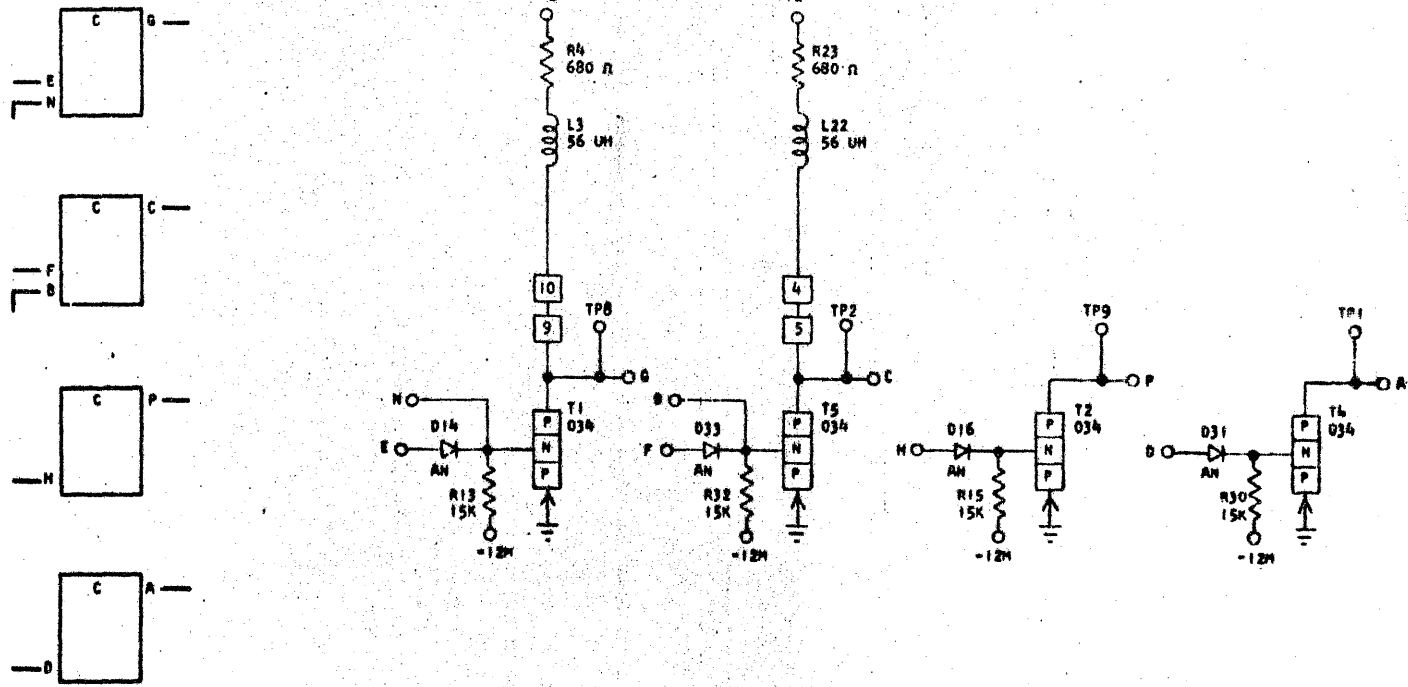 C G
E
N
C C
F
B
C P
H
C A
D
R4
680 Ω
L3
56 UH
10
9
TP8
G
N
D14
E
AN
P
N
P
T1
034
R13
15K
-12M
R23
680 Ω
L22
56 UH
4
5
TP2
C
B
D33
F
AN
P
N
P
T5
034
R32
15K
-12M
TP9
P
D16
H
AN
P
N
P
T2
034
R15
15K
-12M
TP1
A
D31
D
AN
P
N
P
T4
034
R30
15K
-12M